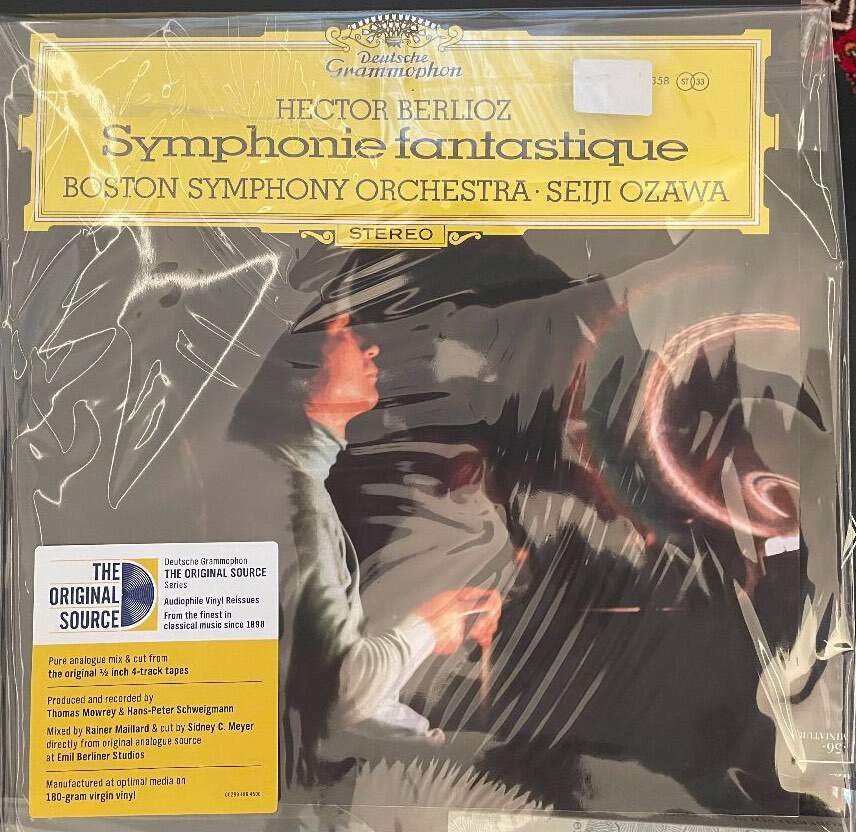 Deutsche
Grammophon
358 ST 33
HECTOR BERLIOZ
Symphonie fantastique
BOSTON SYMPHONY ORCHESTRA · SEIJI OZAWA
STEREO
THE
ORIGINAL
SOURCE
Deutsche Grammophon
THE ORIGINAL SOURCE
Series
Audiophile Vinyl Reissues
From the finest in
classical music since 1898
Pure analogue mix & cut from
the original ½ inch 4-track tapes
Produced and recorded by
Thomas Mowrey & Hans-Peter Schweigmann
Mixed by Rainer Maillard & cut by Sidney C. Meyer
directly from original analogue source
at Emil Berliner Studios
Manufactured at optimal media on
180-gram virgin vinyl